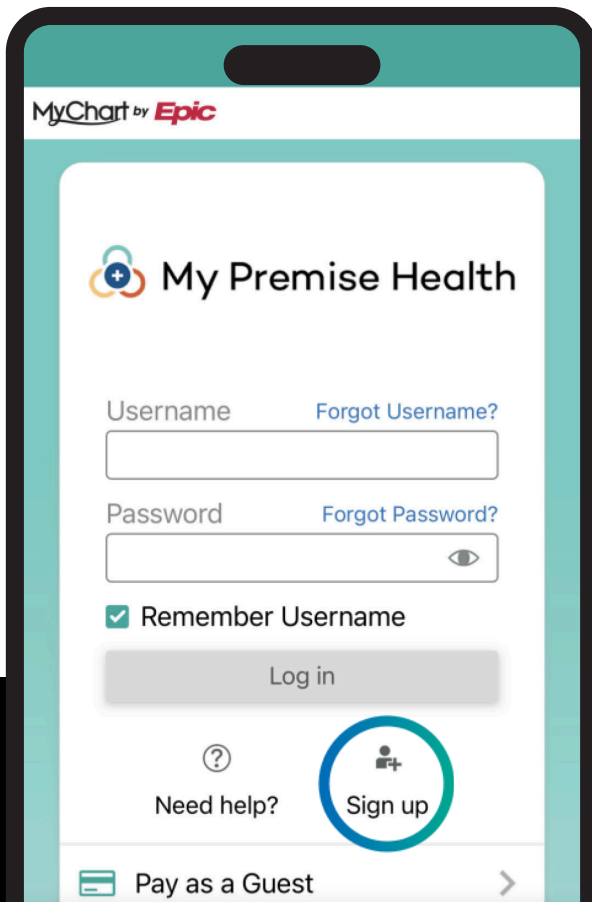 MyChart by Epic
My Premise Health
Username Forgot Username?
Password Forgot Password?
Remember Username
Log in
Need help? Sign up
Pay as a Guest